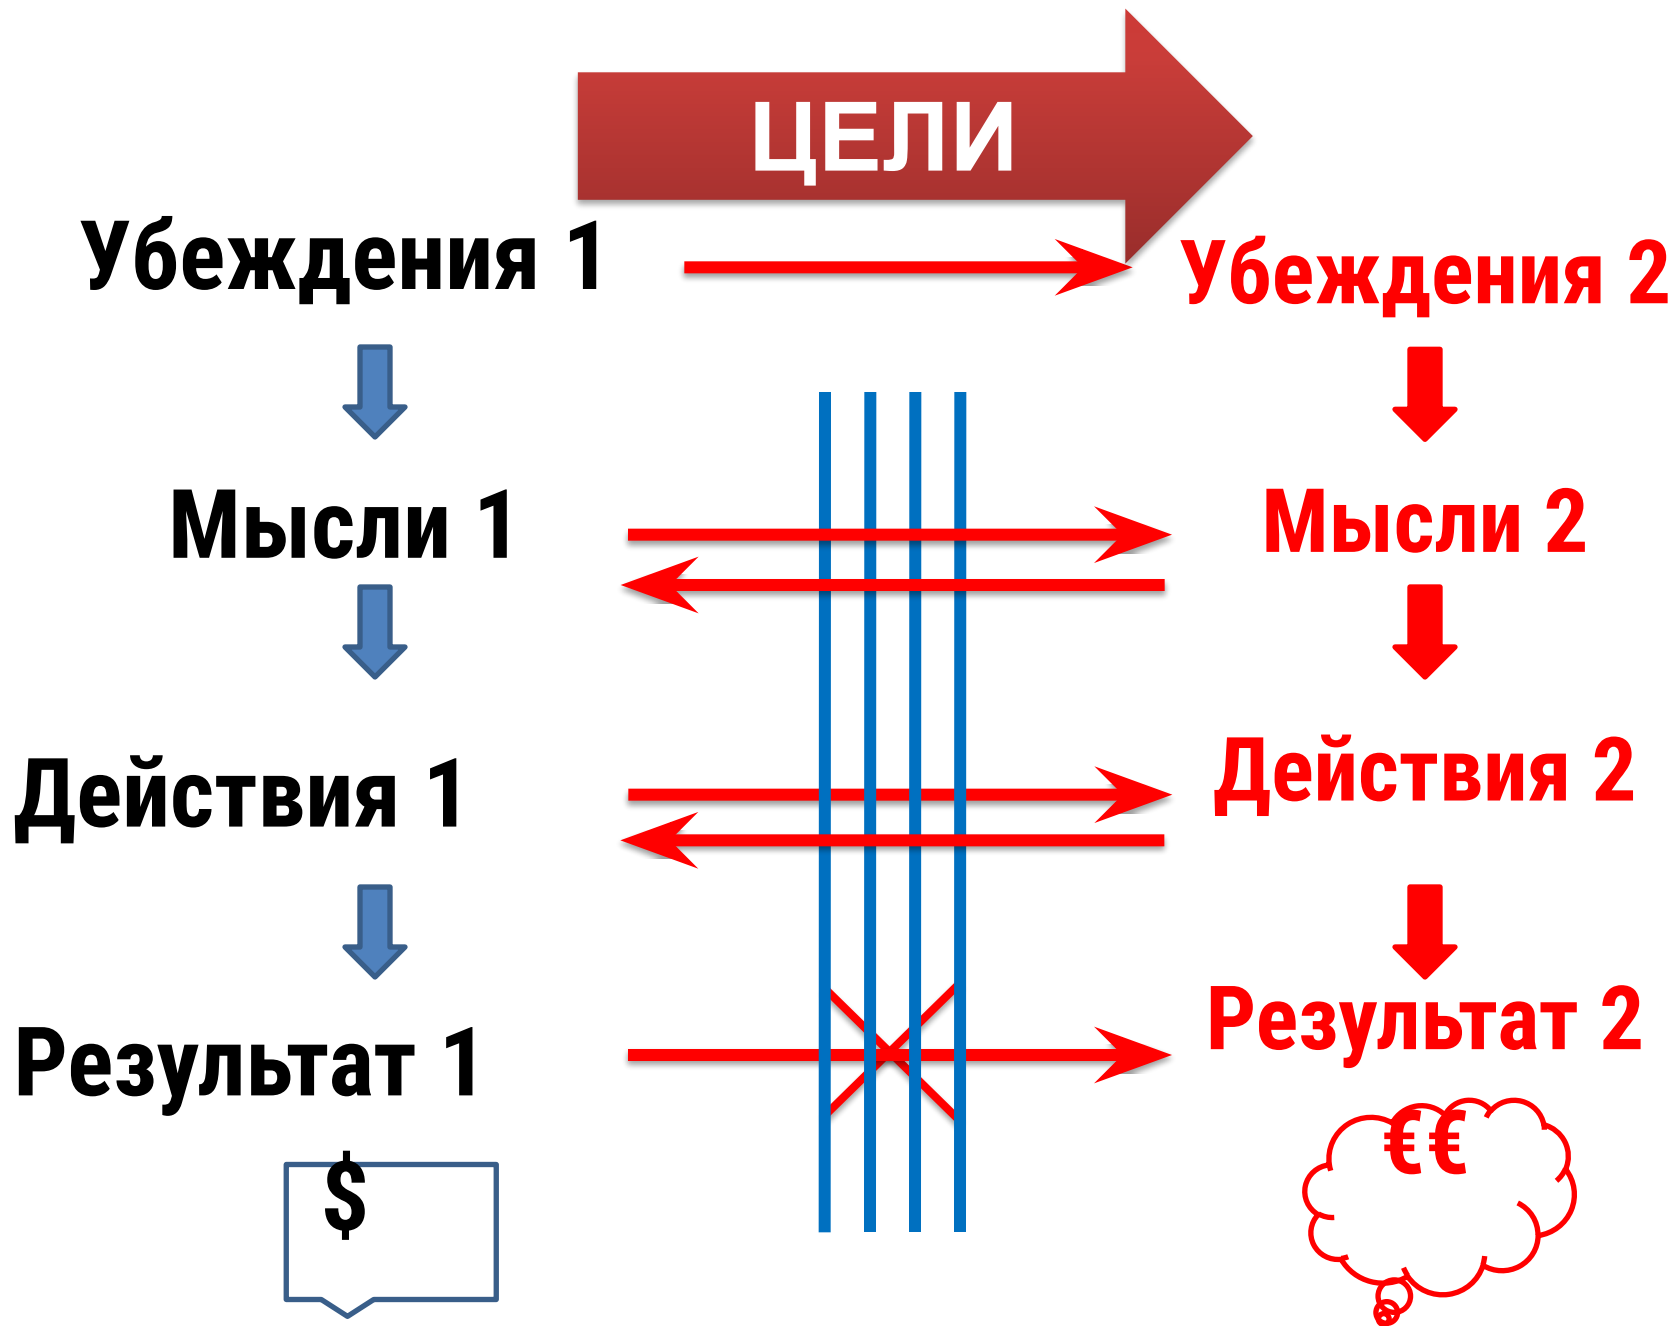 ЦЕЛИ
Убеждения 1
Убеждения 2
Мысли 1
Мысли 2
Действия 1
Действия 2
Результат 1
Результат 2
$
€€